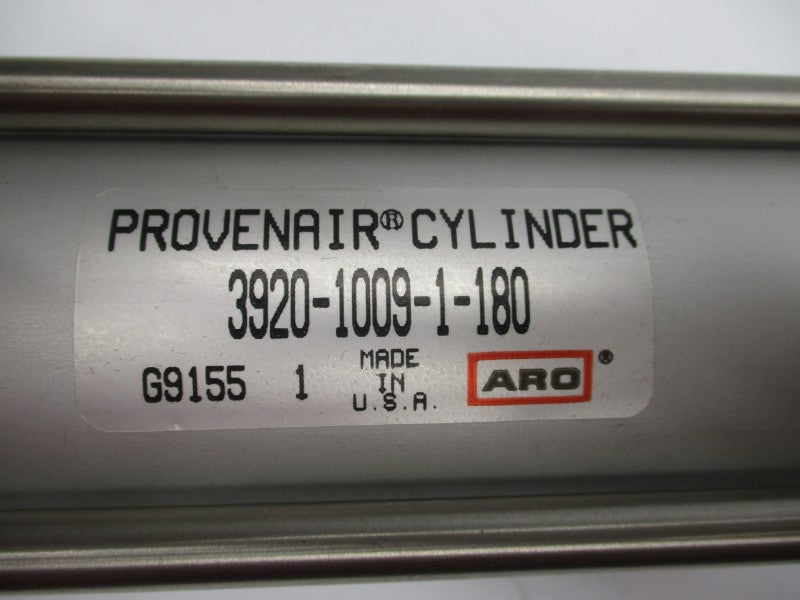 PROVENAIR® CYLINDER
3920-1009-1-180
G9155 1 MADE IN U.S.A. ARO®